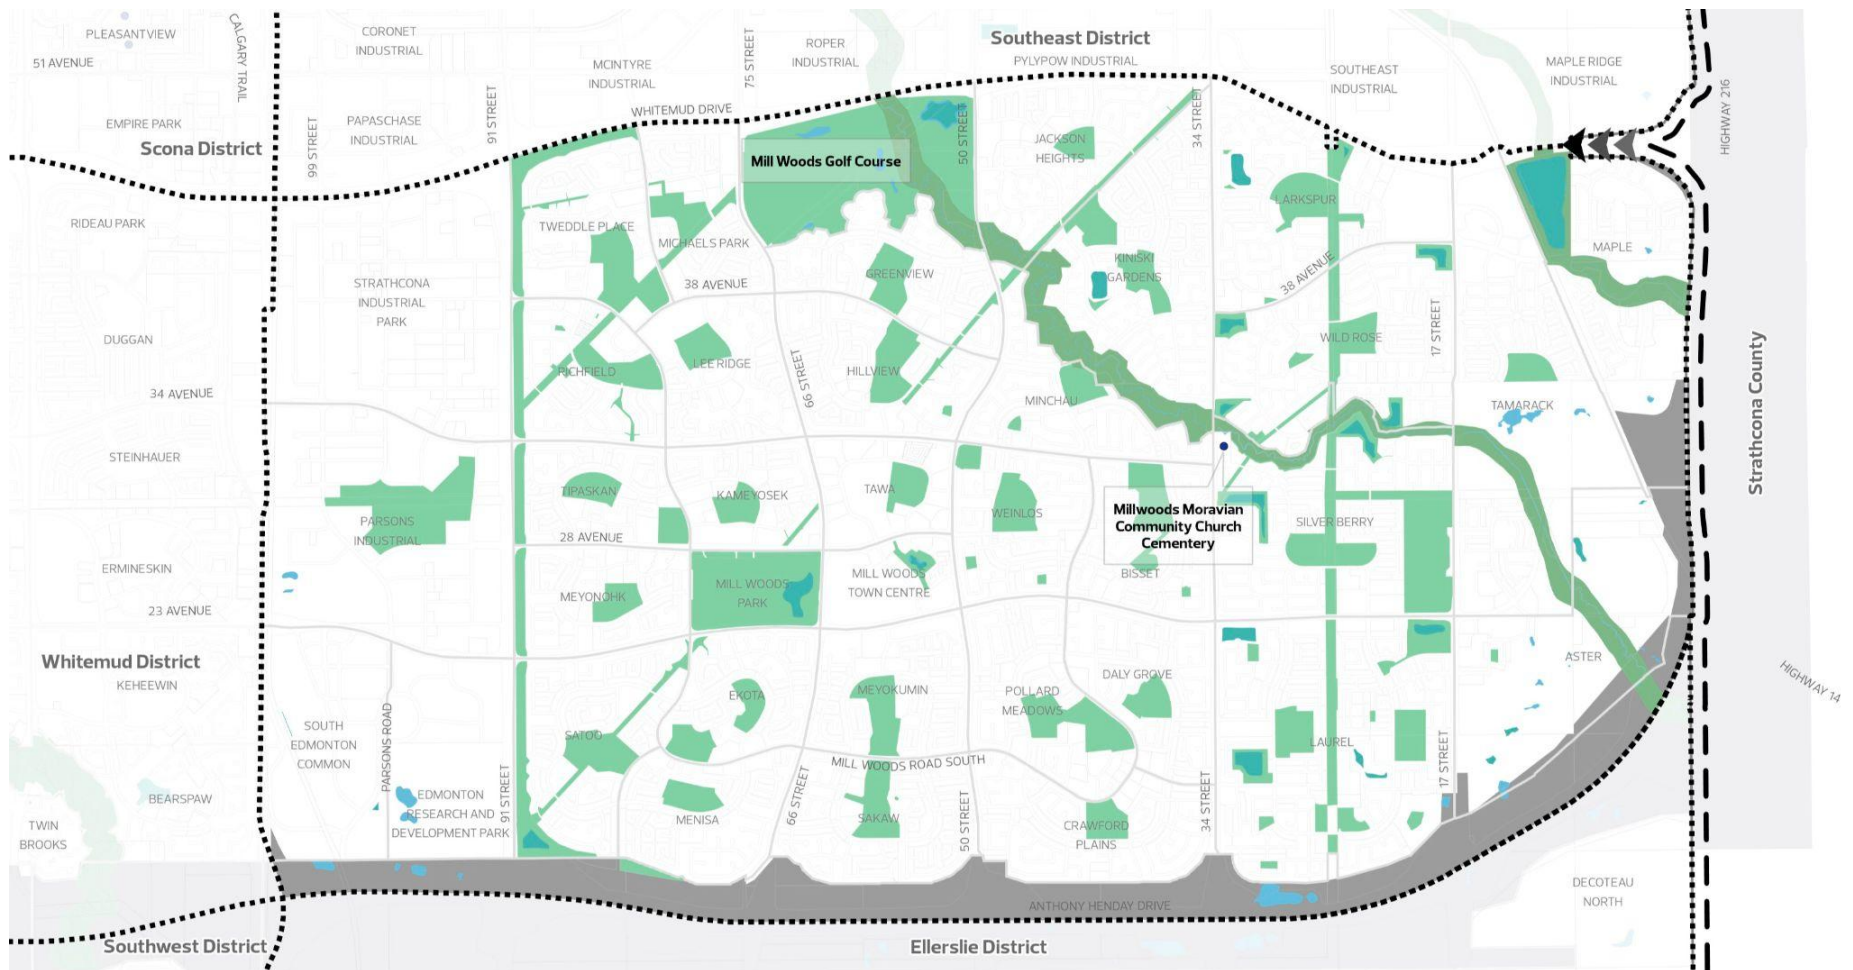 PLEASANTVIEW
CALGARY TRAIL
CORONET
INDUSTRIAL
75 STREET
ROPER
INDUSTRIAL
Southeast District
PYLYPOW INDUSTRIAL
MAPLE RIDGE
INDUSTRIAL
51 AVENUE
MCINTYRE
INDUSTRIAL
SOUTHEAST
INDUSTRIAL
HIGHWAY 216
WHITEMUD DRIVE
91 STREET
EMPIRE PARK
PAPASCHASE
INDUSTRIAL
Scona District
99 STREET
Mill Woods Golf Course
50 STREET
JACKSON
HEIGHTS
34 STREET
RIDEAU PARK
TWEDDLE PLACE
MICHAELS PARK
LARKSPUR
MAPLE
STRATHCONA
INDUSTRIAL
PARK
38 AVENUE
GREENVIEW
KINISKI
GARDENS
38 AVENUE
DUGGAN
17 STREET
WILD ROSE
Strathcona County
34 AVENUE
RICHFIELD
LEE RIDGE
66 STREET
HILLVIEW
MINCHAU
TAMARACK
STEINHAUER
TIPASKAN
KAMEYOSEK
TAWA
WEINLOS
Millwoods Moravian
Community Church
Cementery
SILVER BERRY
PARSONS
INDUSTRIAL
28 AVENUE
ERMINESKIN
MILL WOODS
PARK
MILL WOODS
TOWN CENTRE
BISSET
23 AVENUE
MEYONOHK
Whitemud District
KEHEEWIN
ASTER
HIGHWAY 14
EKOTA
MEYOKUMIN
POLLARD
MEADOWS
DALY GROVE
SOUTH
EDMONTON
COMMON
PARSONS ROAD
SATOO
LAUREL
17 STREET
MILL WOODS ROAD SOUTH
BEARSPAW
EDMONTON
RESEARCH AND
DEVELOPMENT PARK
91 STREET
66 STREET
50 STREET
34 STREET
TWIN
BROOKS
MENISA
SAKAW
CRAWFORD
PLAINS
DECOTEAU
NORTH
ANTHONY HENDAY DRIVE
Southwest District
Ellerslie District